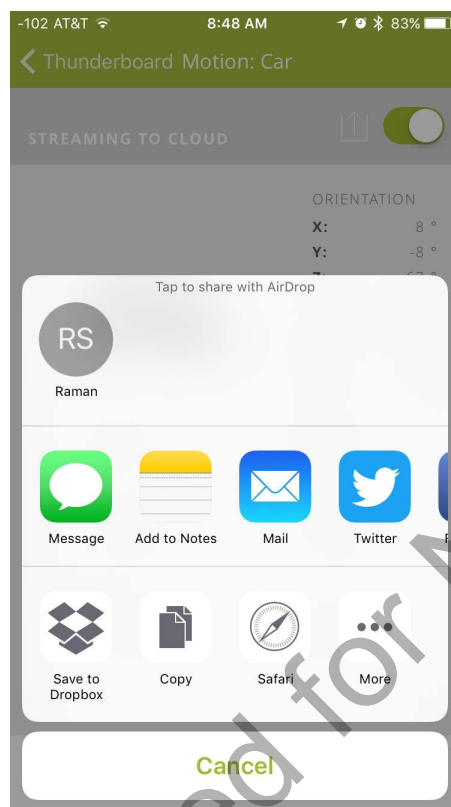 -102 AT&T 8:48 AM 83%
Thunderboard Motion: Car
STREAMING TO CLOUD
ORIENTATION
X: 8 °
Y: -8 °
Tap to share with AirDrop
RS
Raman
Message Add to Notes Mail Twitter
Save to Dropbox Copy Safari More
Cancel